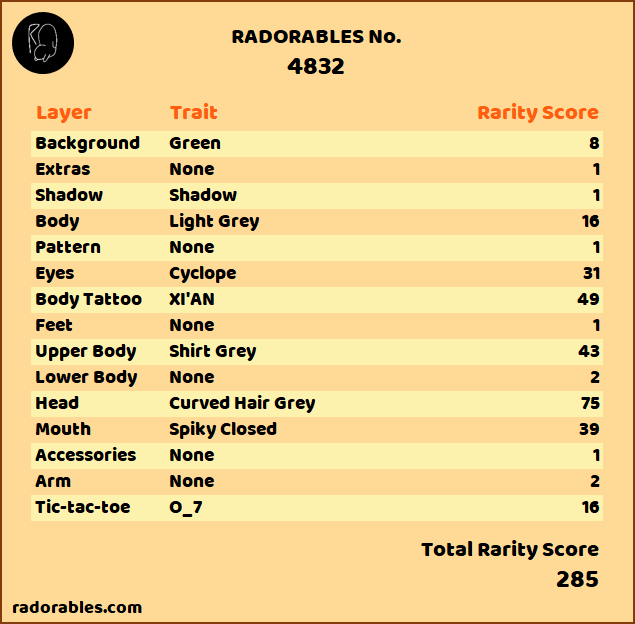 RADORABLES No.
4832
Layer Trait Rarity Score
Background Green 8
Extras None 1
Shadow Shadow 1
Body Light Grey 16
Pattern None 1
Eyes Cyclope 31
Body Tattoo XI'AN 49
Feet None 1
Upper Body Shirt Grey 43
Lower Body None 2
Head Curved Hair Grey 75
Mouth Spiky Closed 39
Accessories None 1
Arm None 2
Tic-tac-toe O_7 16
Total Rarity Score
285
radorables.com